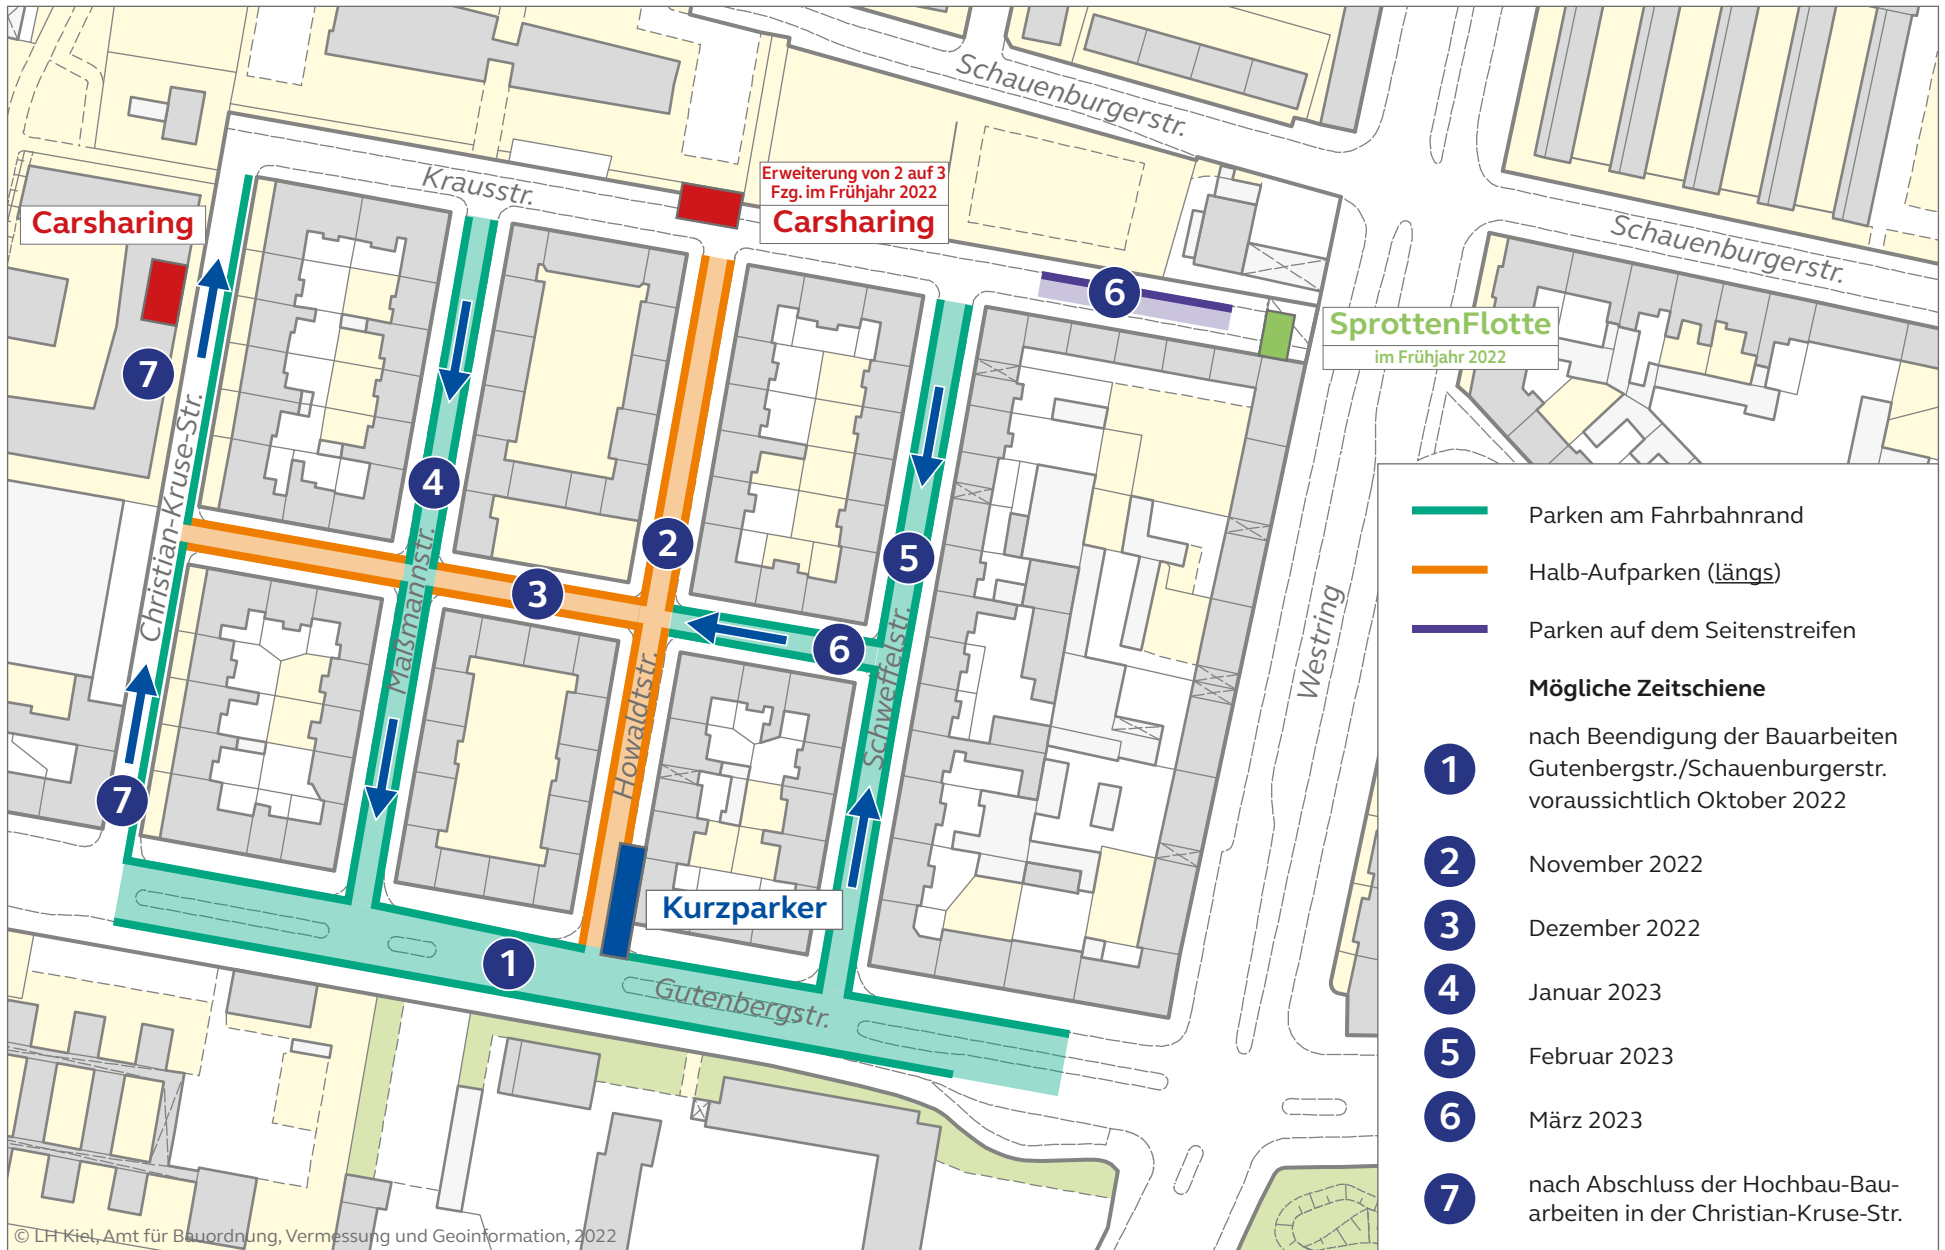 Schauenburgerstr.
Krausstr.
Erweiterung von 2 auf 3
Fzg. im Frühjahr 2022
Carsharing
Carsharing
Schauenburgerstr.
6
SprottenFlotte
im Frühjahr 2022
7
4
2
5
Christian-Kruse-Str.
3
Maßmannstr.
6
Schweffelstr.
Howaldtstr.
Westring
7
Kurzparker
1
Gutenbergstr.
Parken am Fahrbahnrand
Halb-Aufparken (längs)
Parken auf dem Seitenstreifen
Mögliche Zeitschiene
1
nach Beendigung der Bauarbeiten
Gutenbergstr./Schauenburgerstr.
voraussichtlich Oktober 2022
2 November 2022
3 Dezember 2022
4 Januar 2023
5 Februar 2023
6 März 2023
7
nach Abschluss der Hochbau-Bau-
arbeiten in der Christian-Kruse-Str.
© LH Kiel, Amt für Bauordnung, Vermessung und Geoinformation, 2022